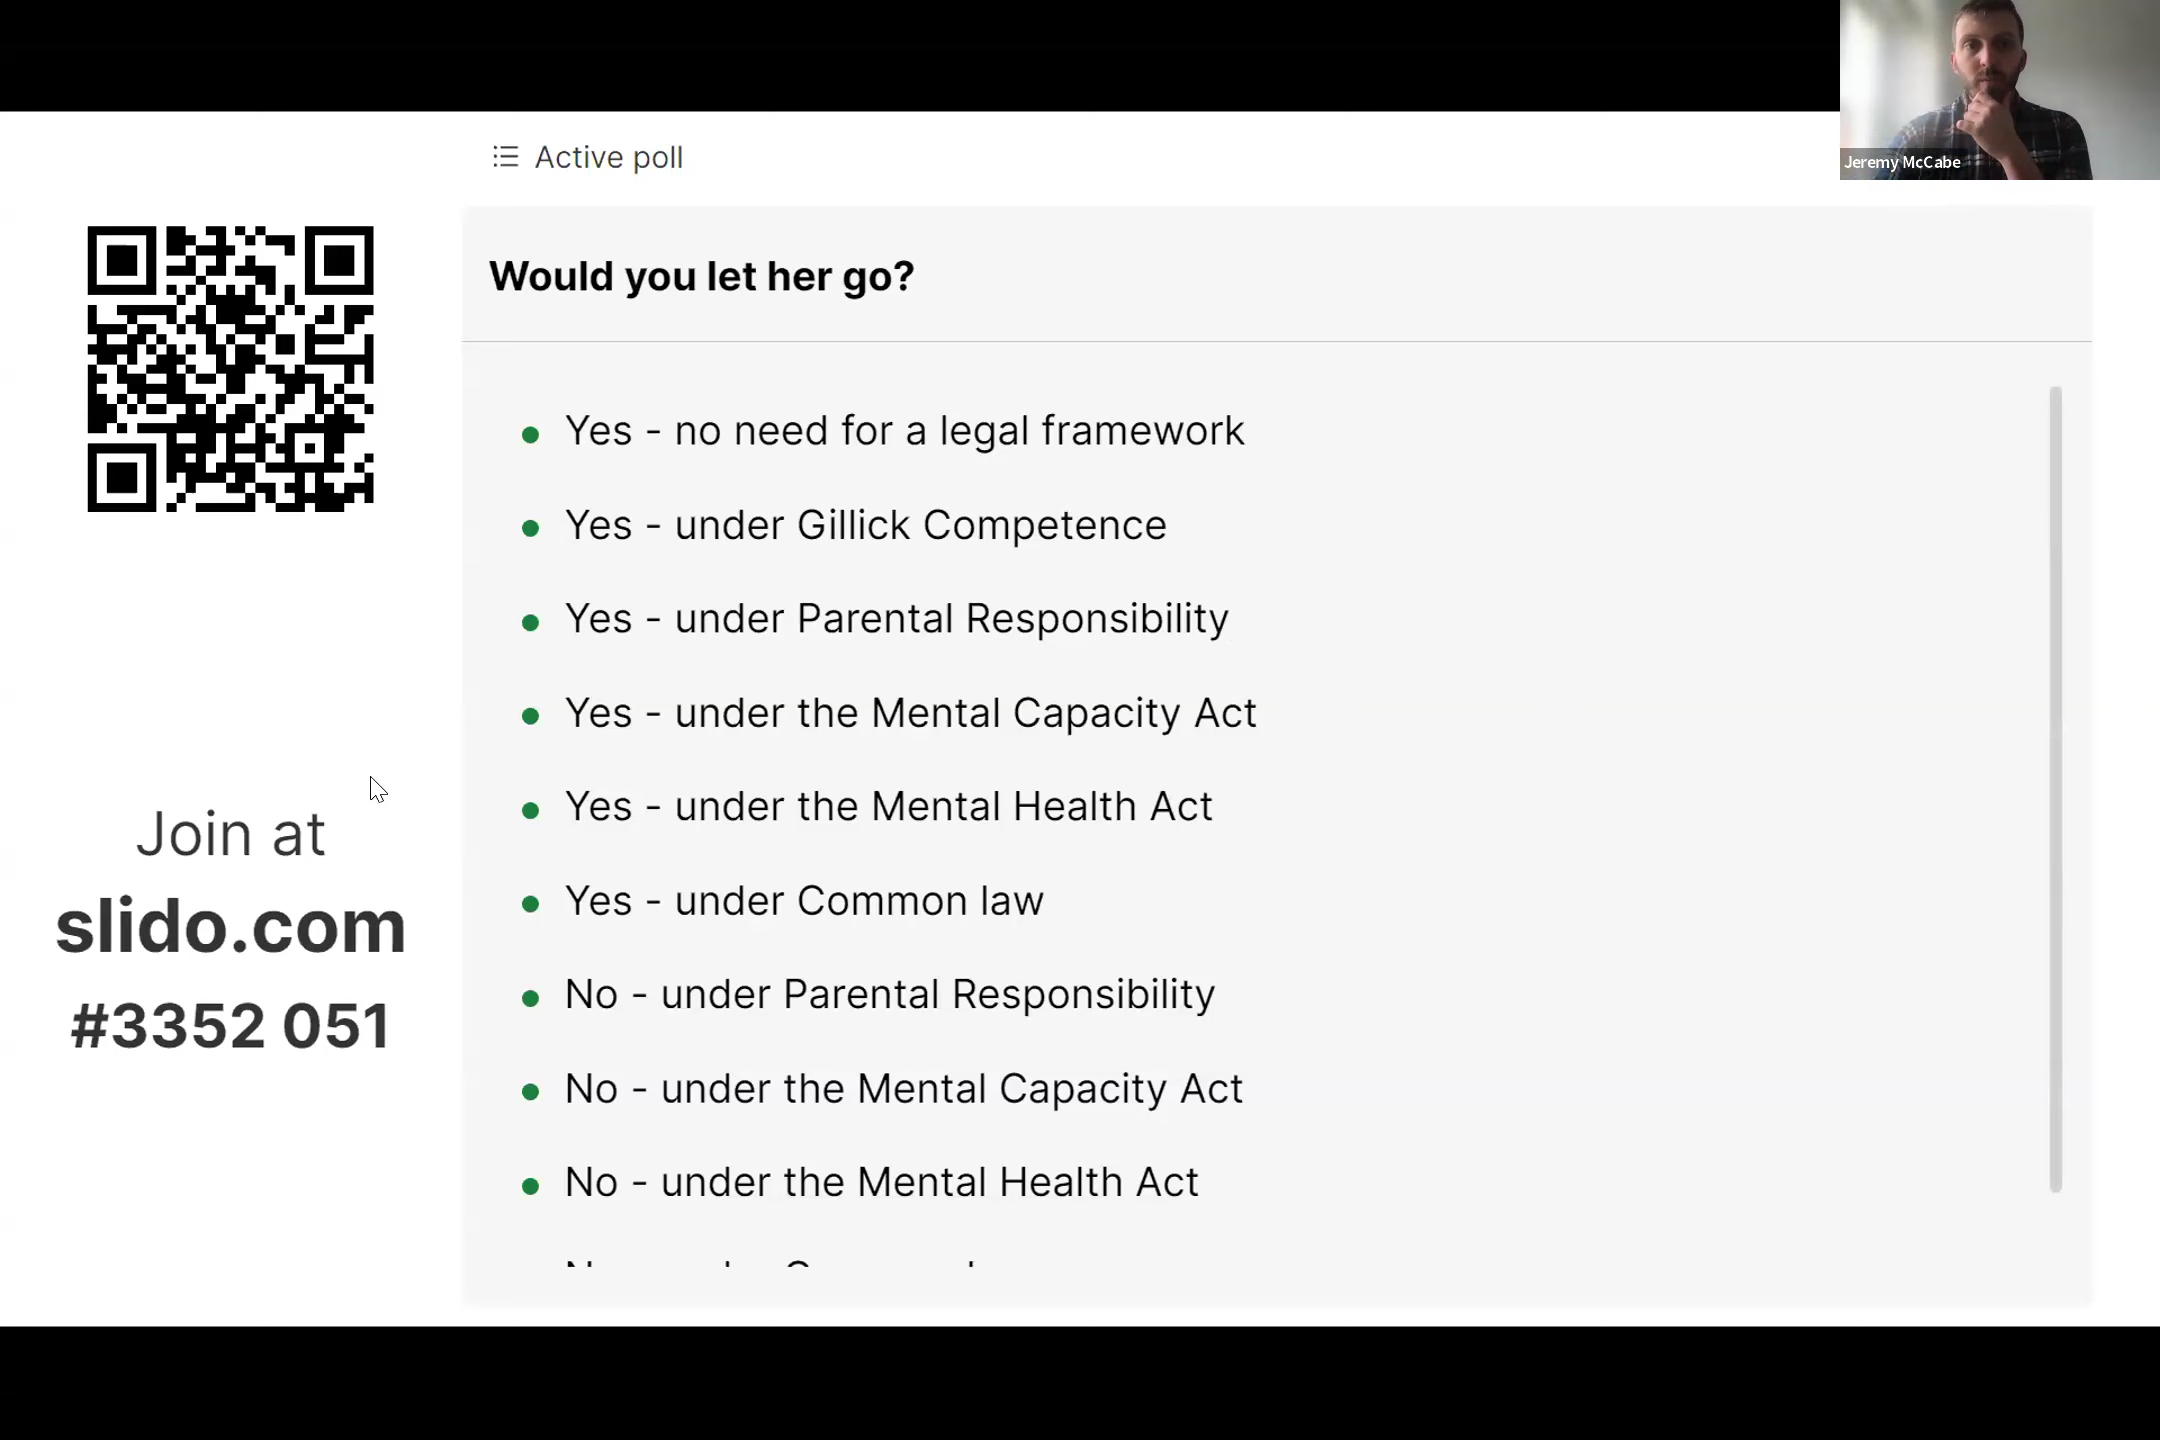 Jeremy McCabe
Active poll
Would you let her go?
Yes - no need for a legal framework
Yes - under Gillick Competence
Yes - under Parental Responsibility
Yes - under the Mental Capacity Act
Yes - under the Mental Health Act
Yes - under Common law
No - under Parental Responsibility
No - under the Mental Capacity Act
No - under the Mental Health Act
Join at
slido.com
#3352 051